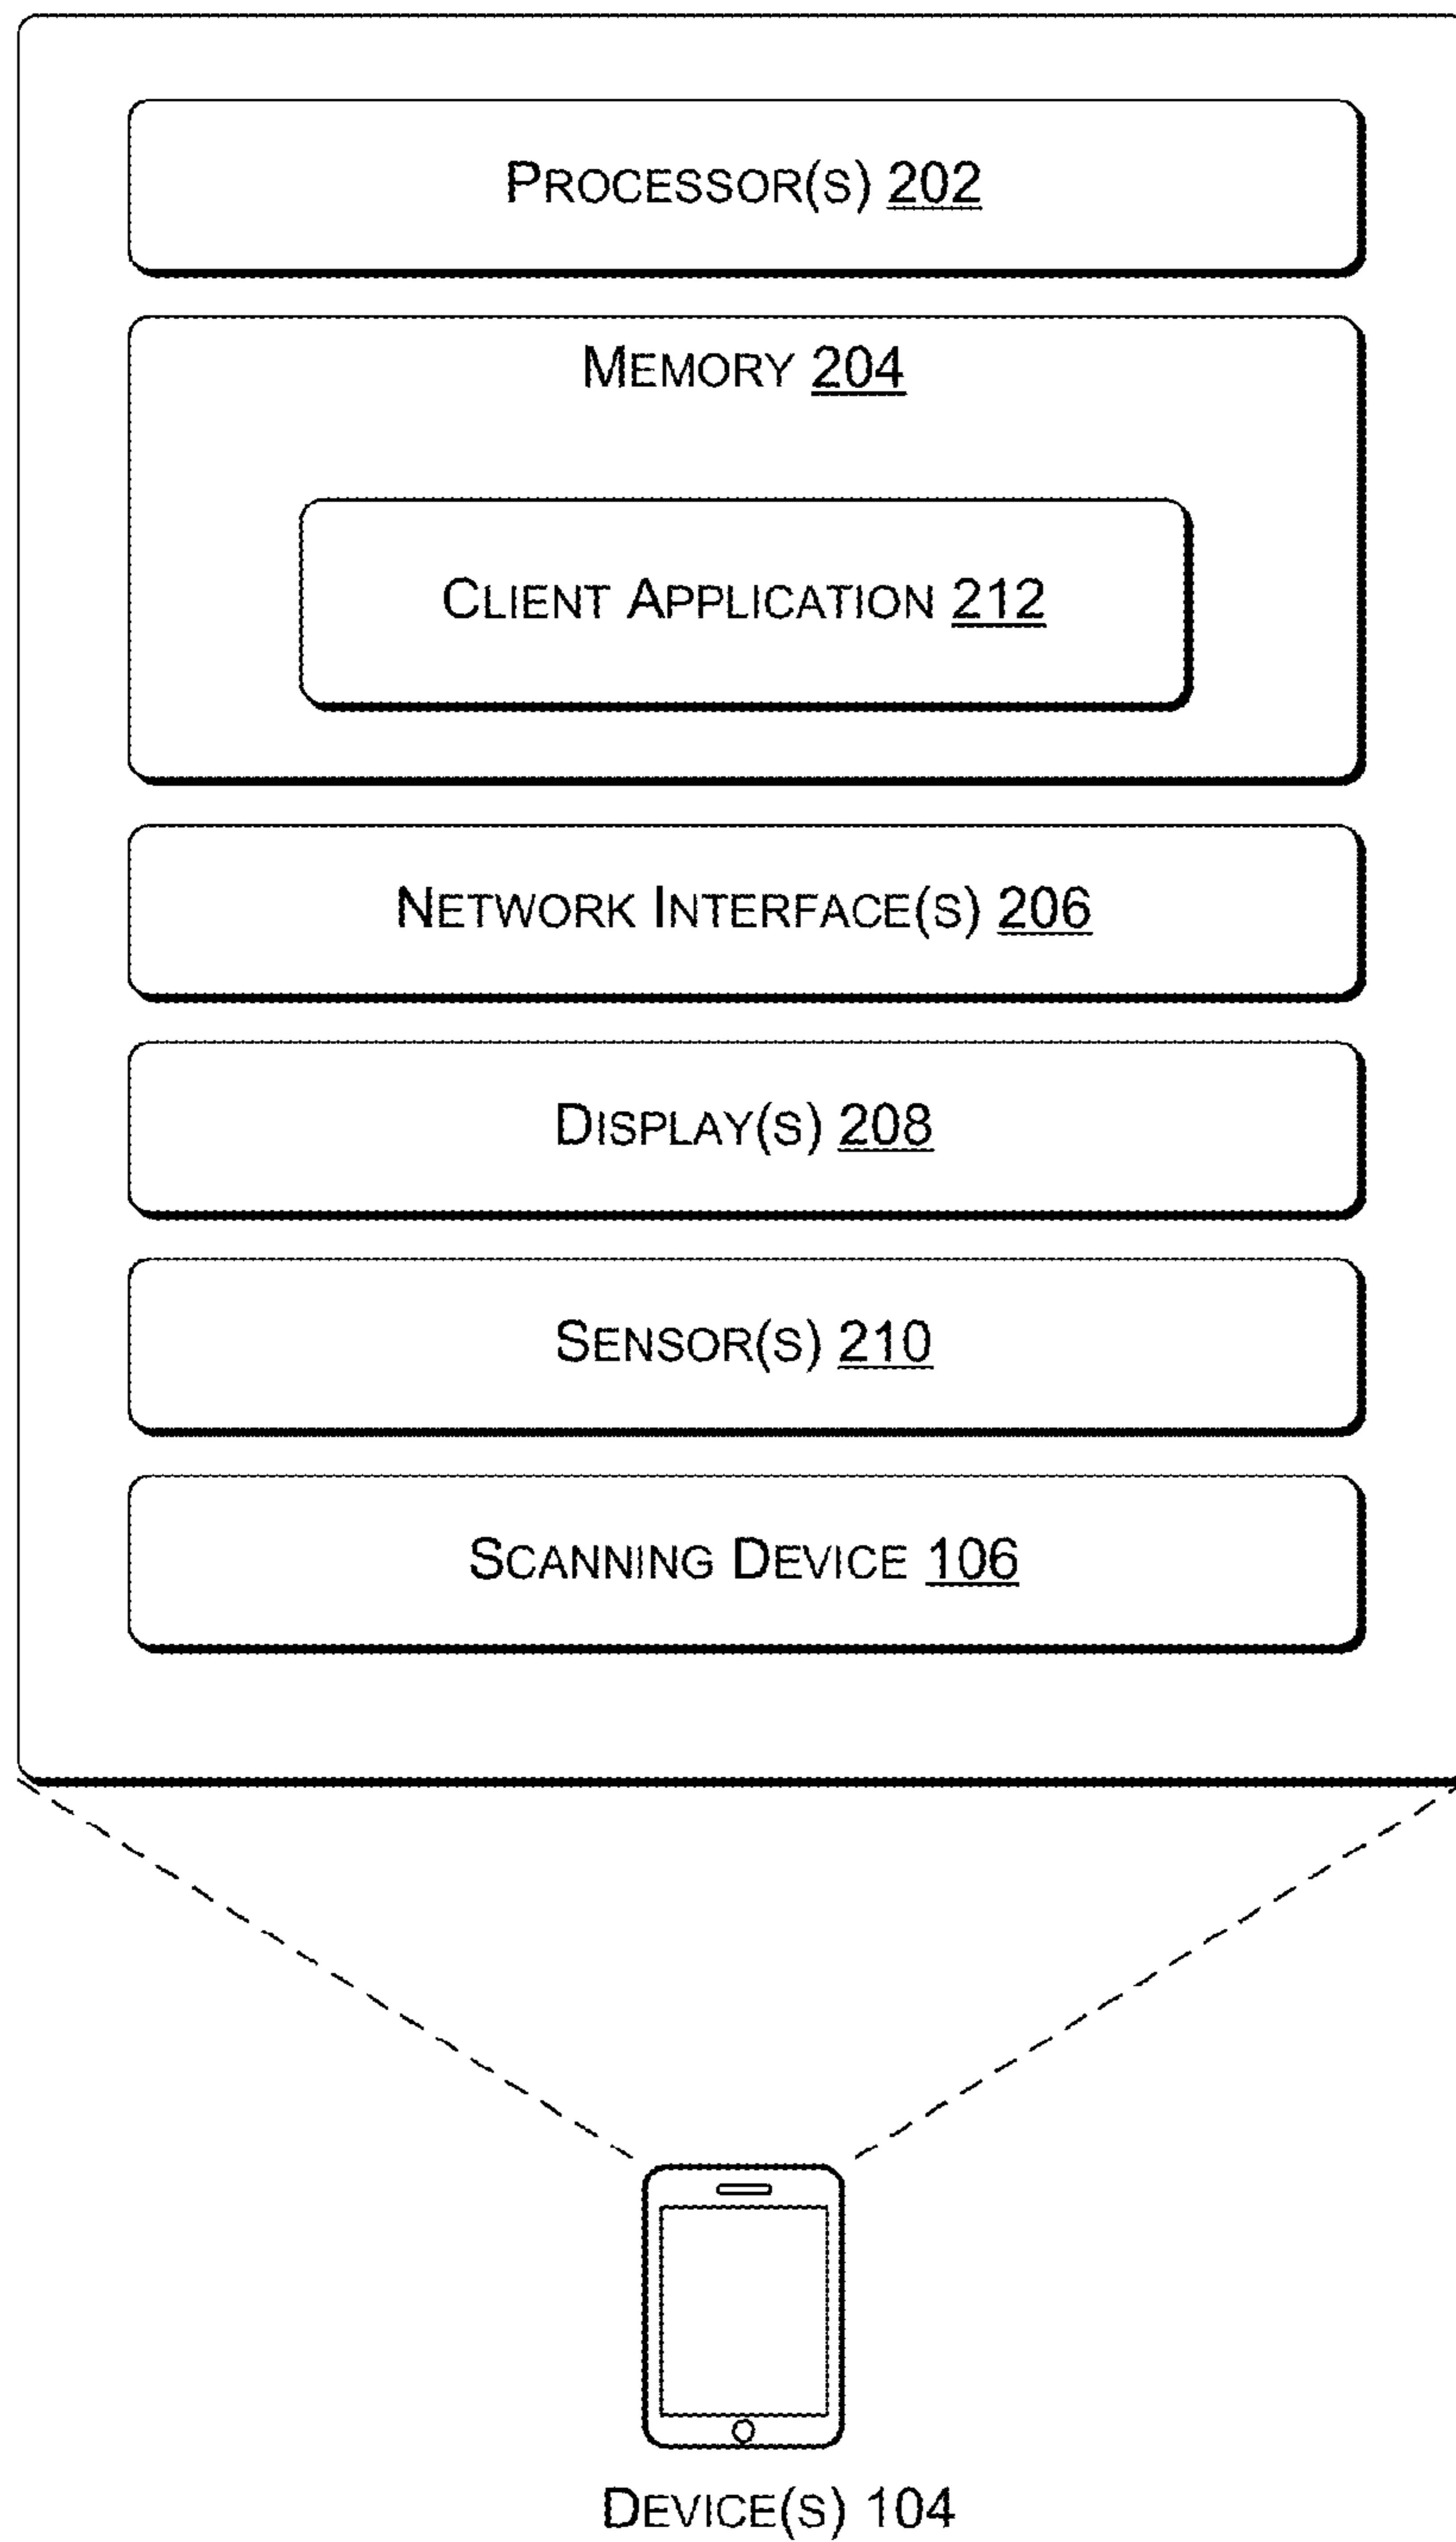 PROCESSOR(S) 202
MEMORY 204
CLIENT APPLICATION 212
NETWORK INTERFACE(S) 206
DISPLAY(S) 208
SENSOR(S) 210
SCANNING DEVICE 106
DEVICE(S) 104